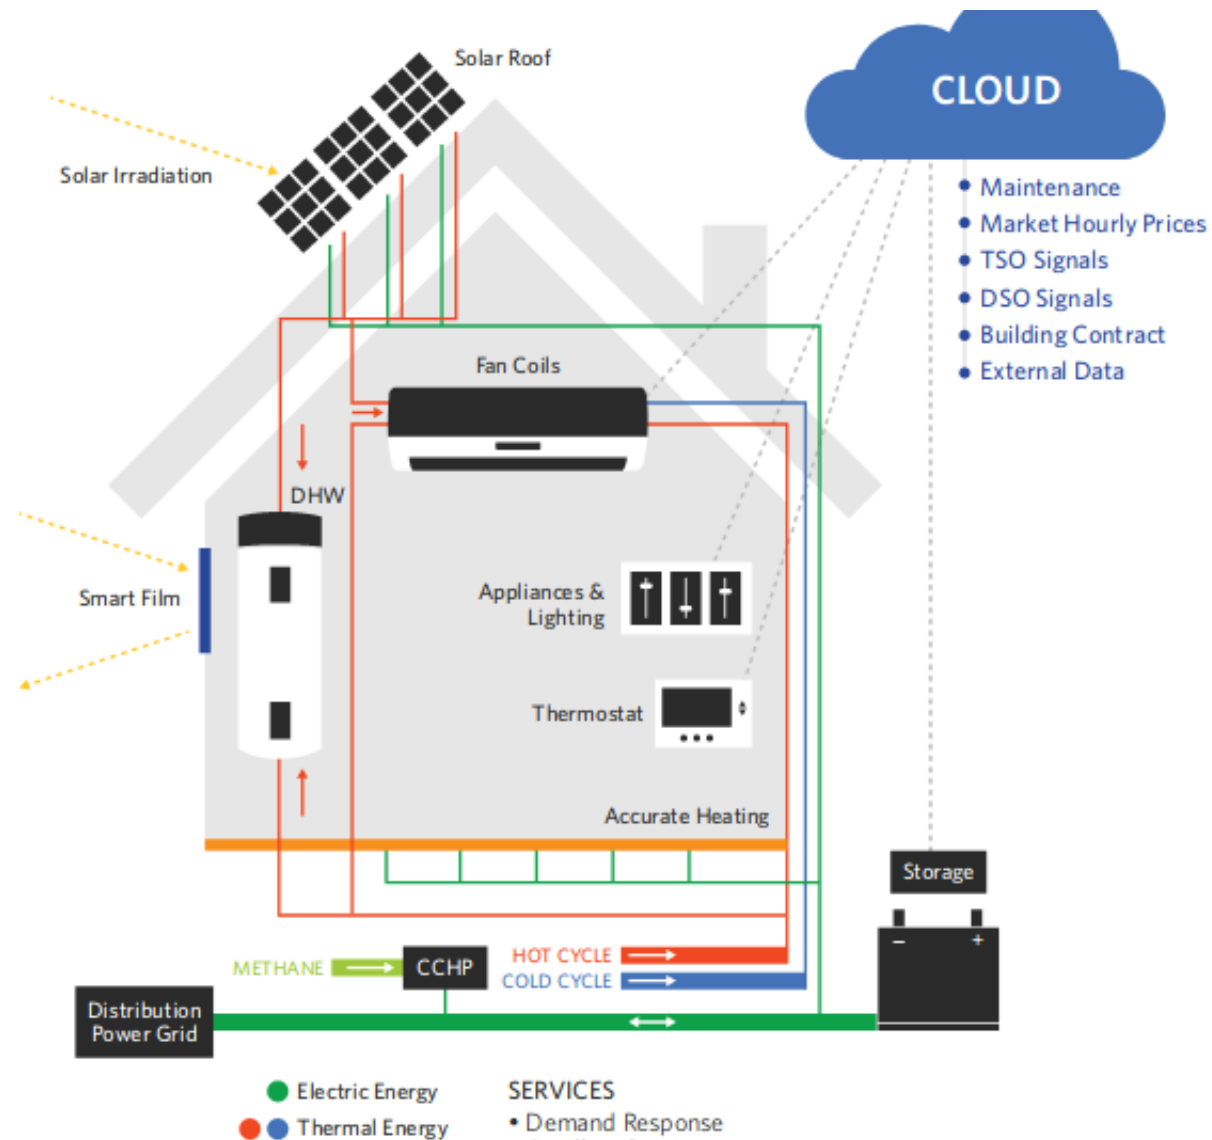 Solar Roof
CLOUD
Solar Irradiation
Maintenance
Market Hourly Prices
TSO Signals
DSO Signals
Building Contract
External Data
Fan Coils
DHW
Smart Film
Appliances &
Lighting
Thermostat
Accurate Heating
Storage
− +
HOT CYCLE
METHANE
CCHP
COLD CYCLE
Distribution
Power Grid
Electric Energy
Thermal Energy
SERVICES
• Demand Response